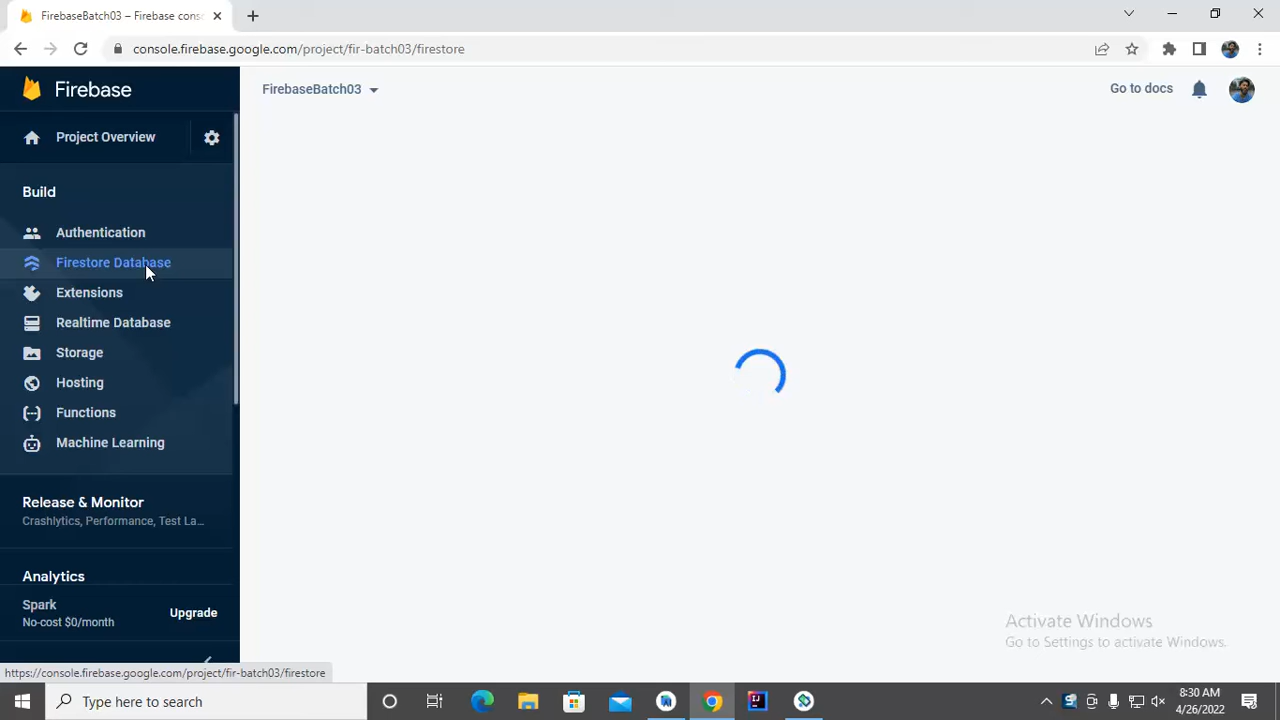 FirebaseBatch03 – Firebase cons
console.firebase.google.com/project/fir-batch03/firestore
Firebase
FirebaseBatch03
Go to docs
Project Overview
Build
Authentication
Firestore Database
Extensions
Realtime Database
Storage
Hosting
Functions
Machine Learning
Release & Monitor
Crashlytics, Performance, Test La...
Analytics
Spark
No-cost $0/month
Upgrade
Activate Windows
Go to Settings to activate Windows.
https://console.firebase.google.com/project/fir-batch03/firestore
Type here to search
8:30 AM
4/26/2022